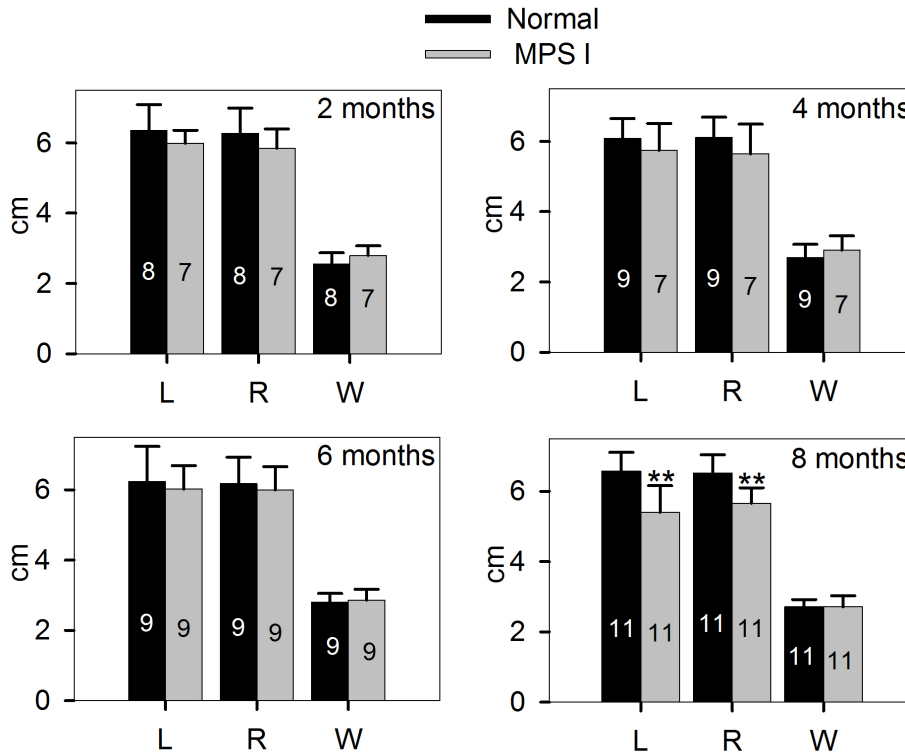 Normal
MPS I
2 months
cm
6
4
2
0
8 7 8 7 8 7
L R W
4 months
cm
6
4
2
0
9 7 9 7 9 7
L R W
6 months
cm
6
4
2
0
9 9 9 9 9 9
L R W
8 months
cm
6
4
2
0
** **
11 11 11 11 11 11
L R W